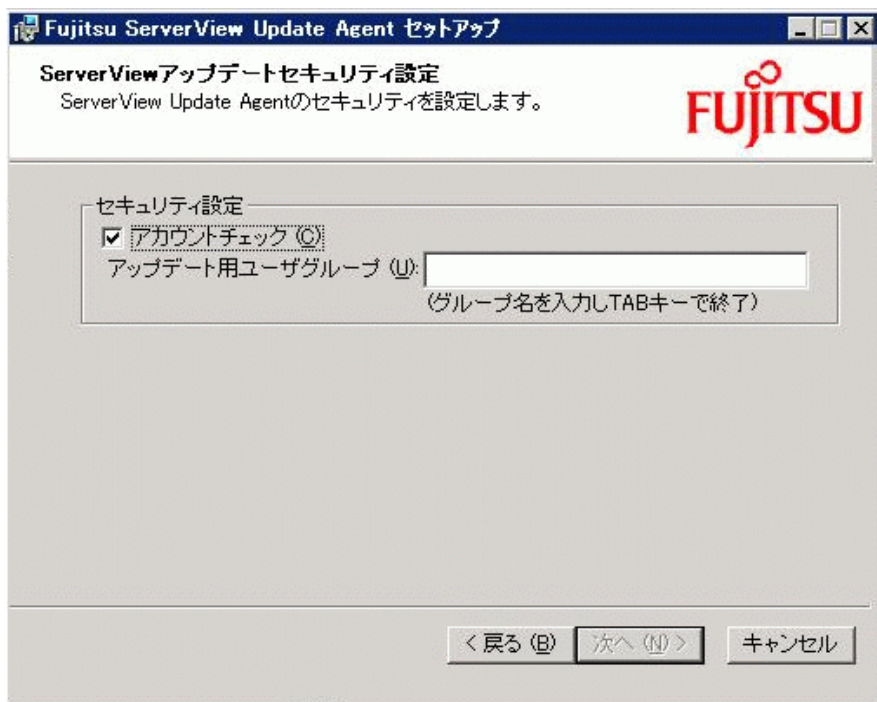 Fujitsu ServerView Update Agent セットアップ
ServerViewアップデートセキュリティ設定
ServerView Update Agentのセキュリティを設定します。
FUJITSU
セキュリティ設定
アカウントチェック (C)
アップデート用ユーザグループ (U):
(グループ名を入力しTABキーで終了)
< 戻る (B)
次へ (N) >
キャンセル